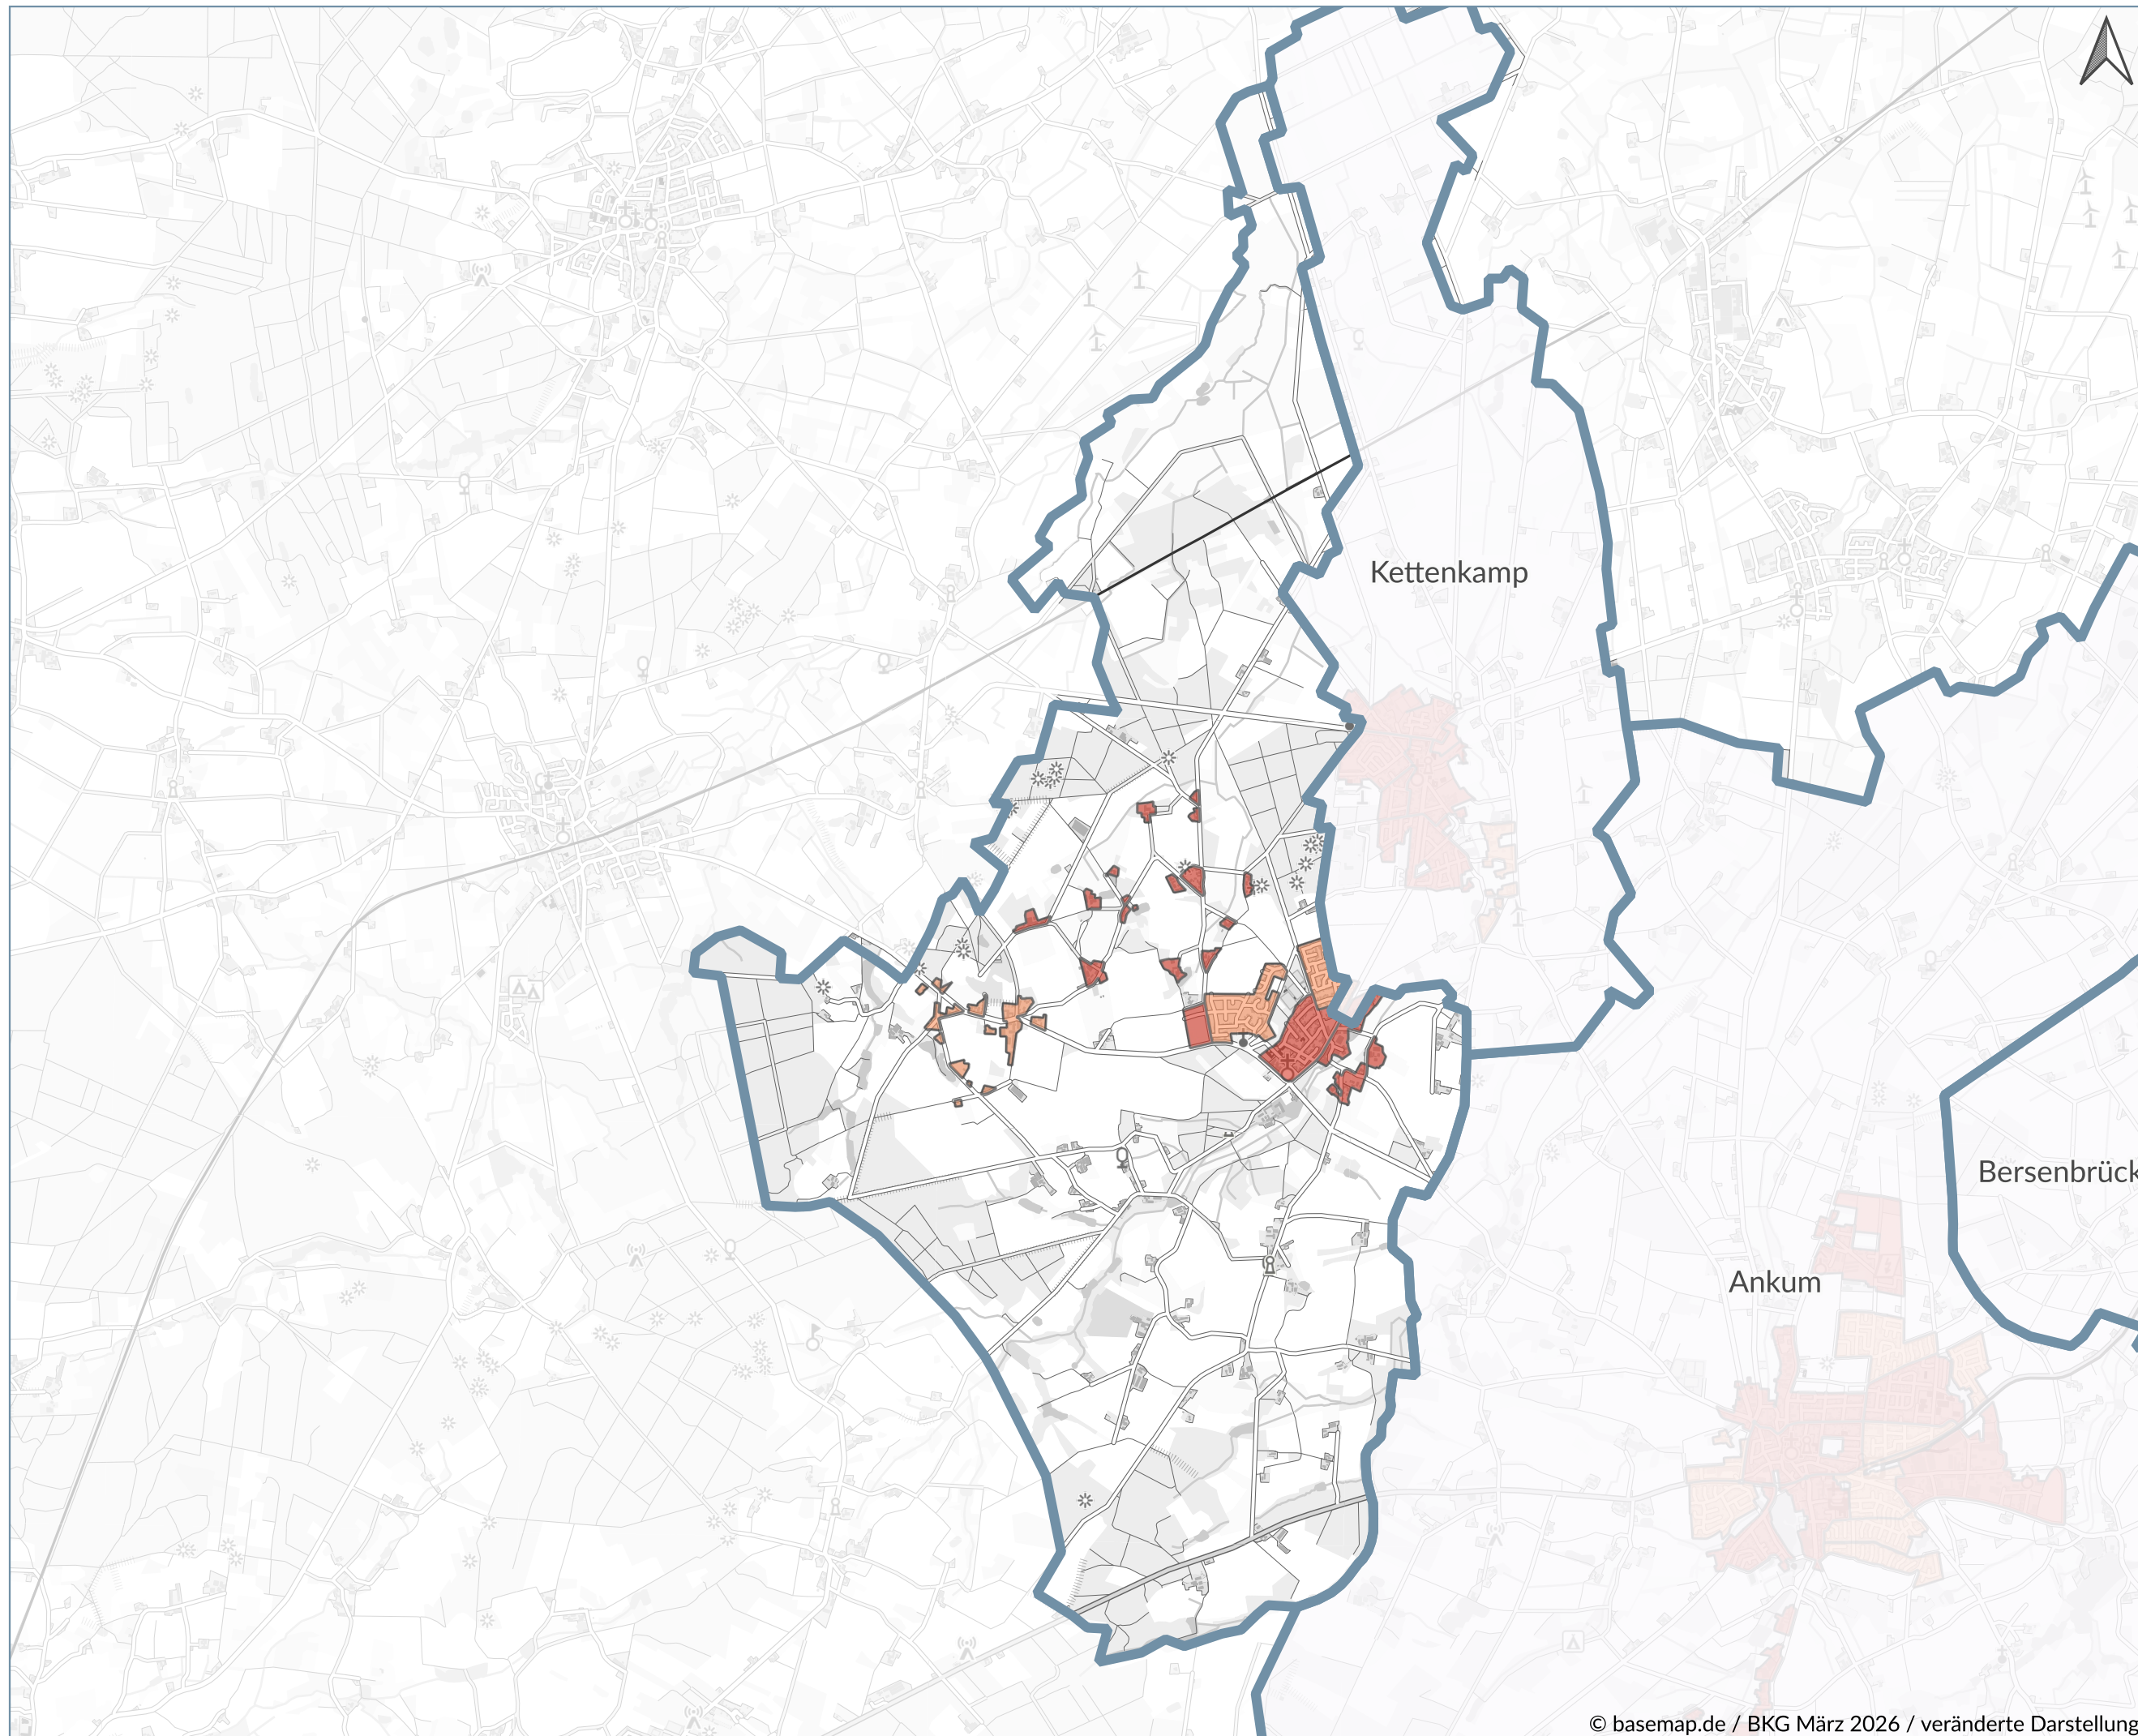 Kettenkamp
Bersenbrück
Ankum
© basemap.de / BKG März 2026 / veränderte Darstellung